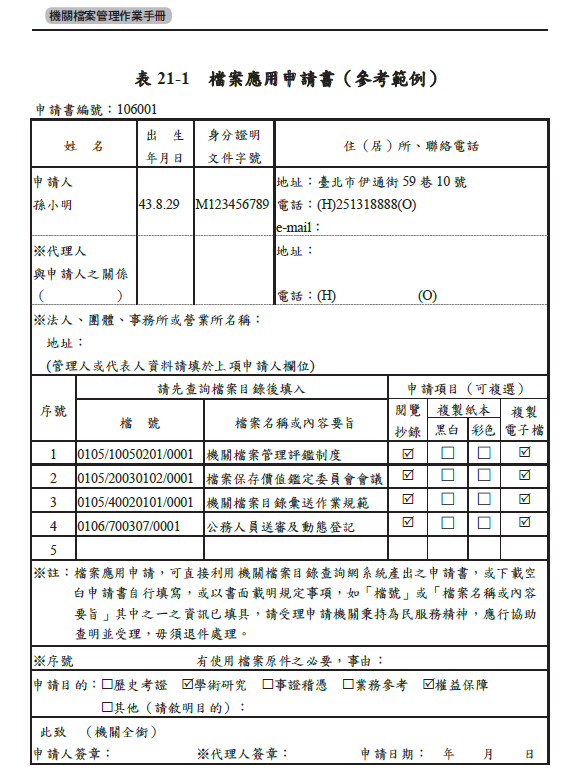 機關檔案管理作業手冊
表 21-1 檔案應用申請書（參考範例）
申請書編號：106001
姓 名
出 生
年月日
身分證明
文件字號
住（居）所、聯絡電話
申請人
孫小明
43.8.29
M123456789
地址：臺北市伊通街 59 巷 10 號
電話：(H)251318888(O)
e-mail：
※代理人
與申請人之關係
（ ）
地址：
電話：(H) (O)
※法人、團體、事務所或營業所名稱：
地址：
(管理人或代表人資料請填於上項申請人欄位)
序號
請先查詢檔案目錄後填入
申請項目（可複選）
檔 號
檔案名稱或內容要旨
閱覽
抄錄
複製紙本
黑白 彩色
複製
電子檔
1 0105/10050201/0001 機關檔案管理評鑑制度 ☑ □ □ ☑
2 0105/20030102/0001 檔案保存價值鑑定委員會會議 ☑ □ □ ☑
3 0105/40020101/0001 機關檔案目錄彙送作業規範 ☑ □ □ ☑
4 0106/700307/0001 公務人員送審及動態登記 ☑ □ □ ☑
5
※註：檔案應用申請，可直接利用機關檔案目錄查詢網系統產出之申請書，或下載空
白申請書自行填寫，或以書面載明規定事項，如「檔號」或「檔案名稱或內容
要旨」其中之一之資訊已填具，請受理申請機關秉持為民服務精神，應行協助
查明並受理，毋須退件處理。
※序號 有使用檔案原件之必要，事由：
申請目的：□歷史考證 ☑學術研究 □事證稽憑 □業務參考 ☑權益保障
□其他（請敘明目的）：
此致 （機關全銜）
申請人簽章： ※代理人簽章： 申請日期： 年 月 日